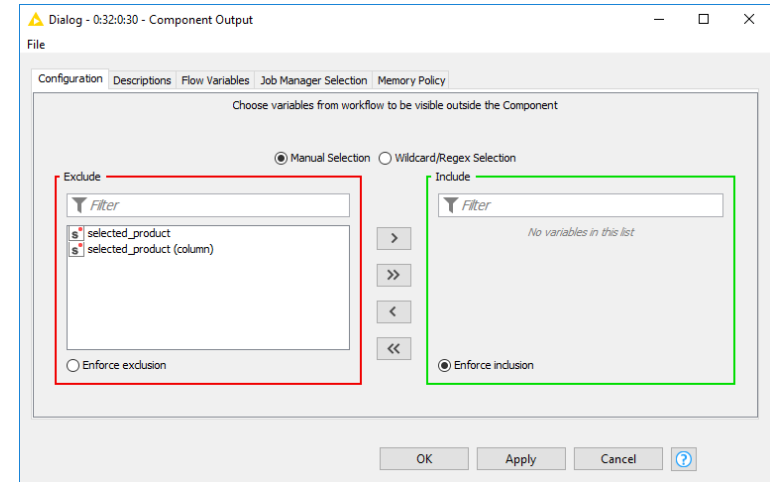 Dialog - 0:32:0:30 - Component Output
File
Configuration Descriptions Flow Variables Job Manager Selection Memory Policy
Choose variables from workflow to be visible outside the Component
Manual Selection Wildcard/Regex Selection
Exclude
Filter
s selected_product
s selected_product (column)
Enforce exclusion
>
>>
<
<<
Include
Filter
No variables in this list
Enforce inclusion
OK Apply Cancel ?